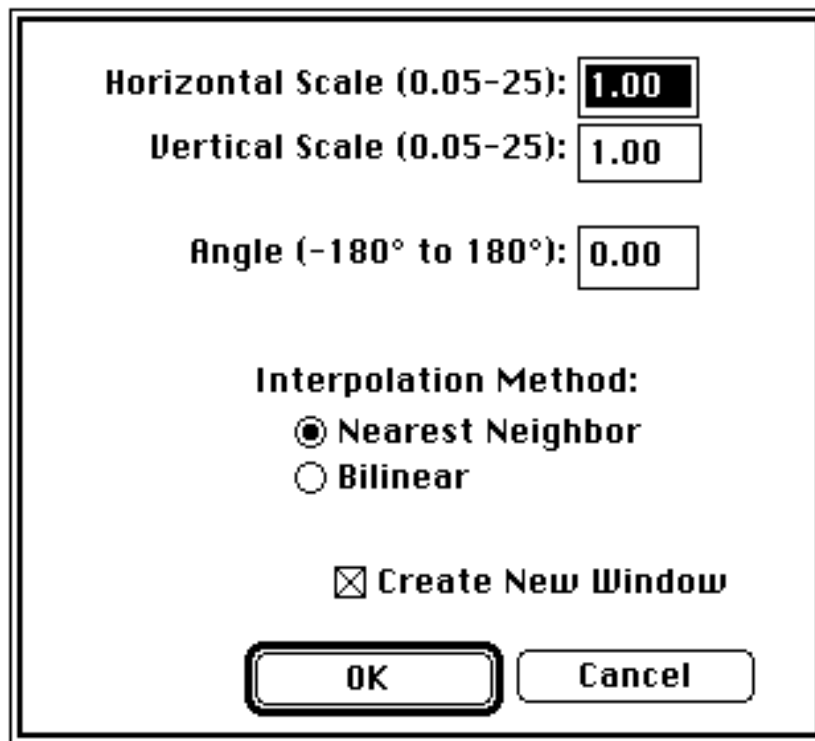 Horizontal Scale (0.05-25): 1.00
Vertical Scale (0.05-25): 1.00
Angle (-180° to 180°): 0.00
Interpolation Method:
Nearest Neighbor
Bilinear
Create New Window
OK Cancel